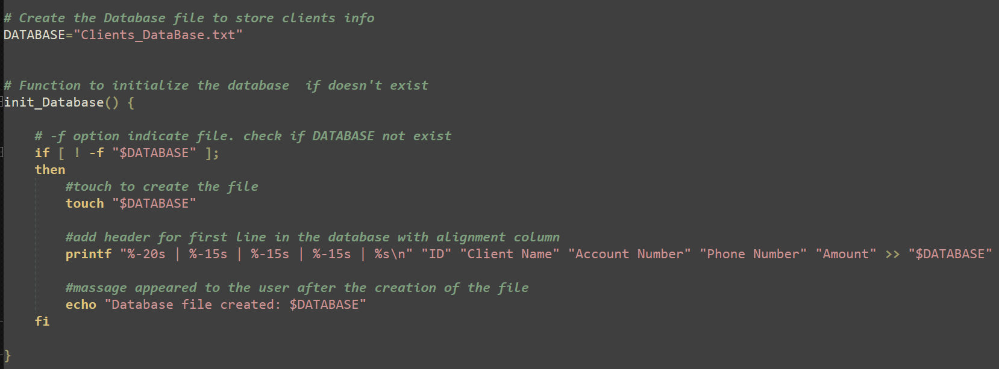 # Create the Database file to store clients info
DATABASE="Clients_DataBase.txt"
# Function to initialize the database  if doesn't exist
init_Database() {
    # -f option indicate file. check if DATABASE not exist
    if [ ! -f "$DATABASE" ];
    then
        #touch to create the file
        touch "$DATABASE"
        #add header for first line in the database with alignment column
        printf "%-20s | %-15s | %-15s | %-15s | %s\n" "ID" "Client Name" "Account Number" "Phone Number" "Amount" >> "$DATABASE"
        #massage appeared to the user after the creation of the file
        echo "Database file created: $DATABASE"
    fi
}